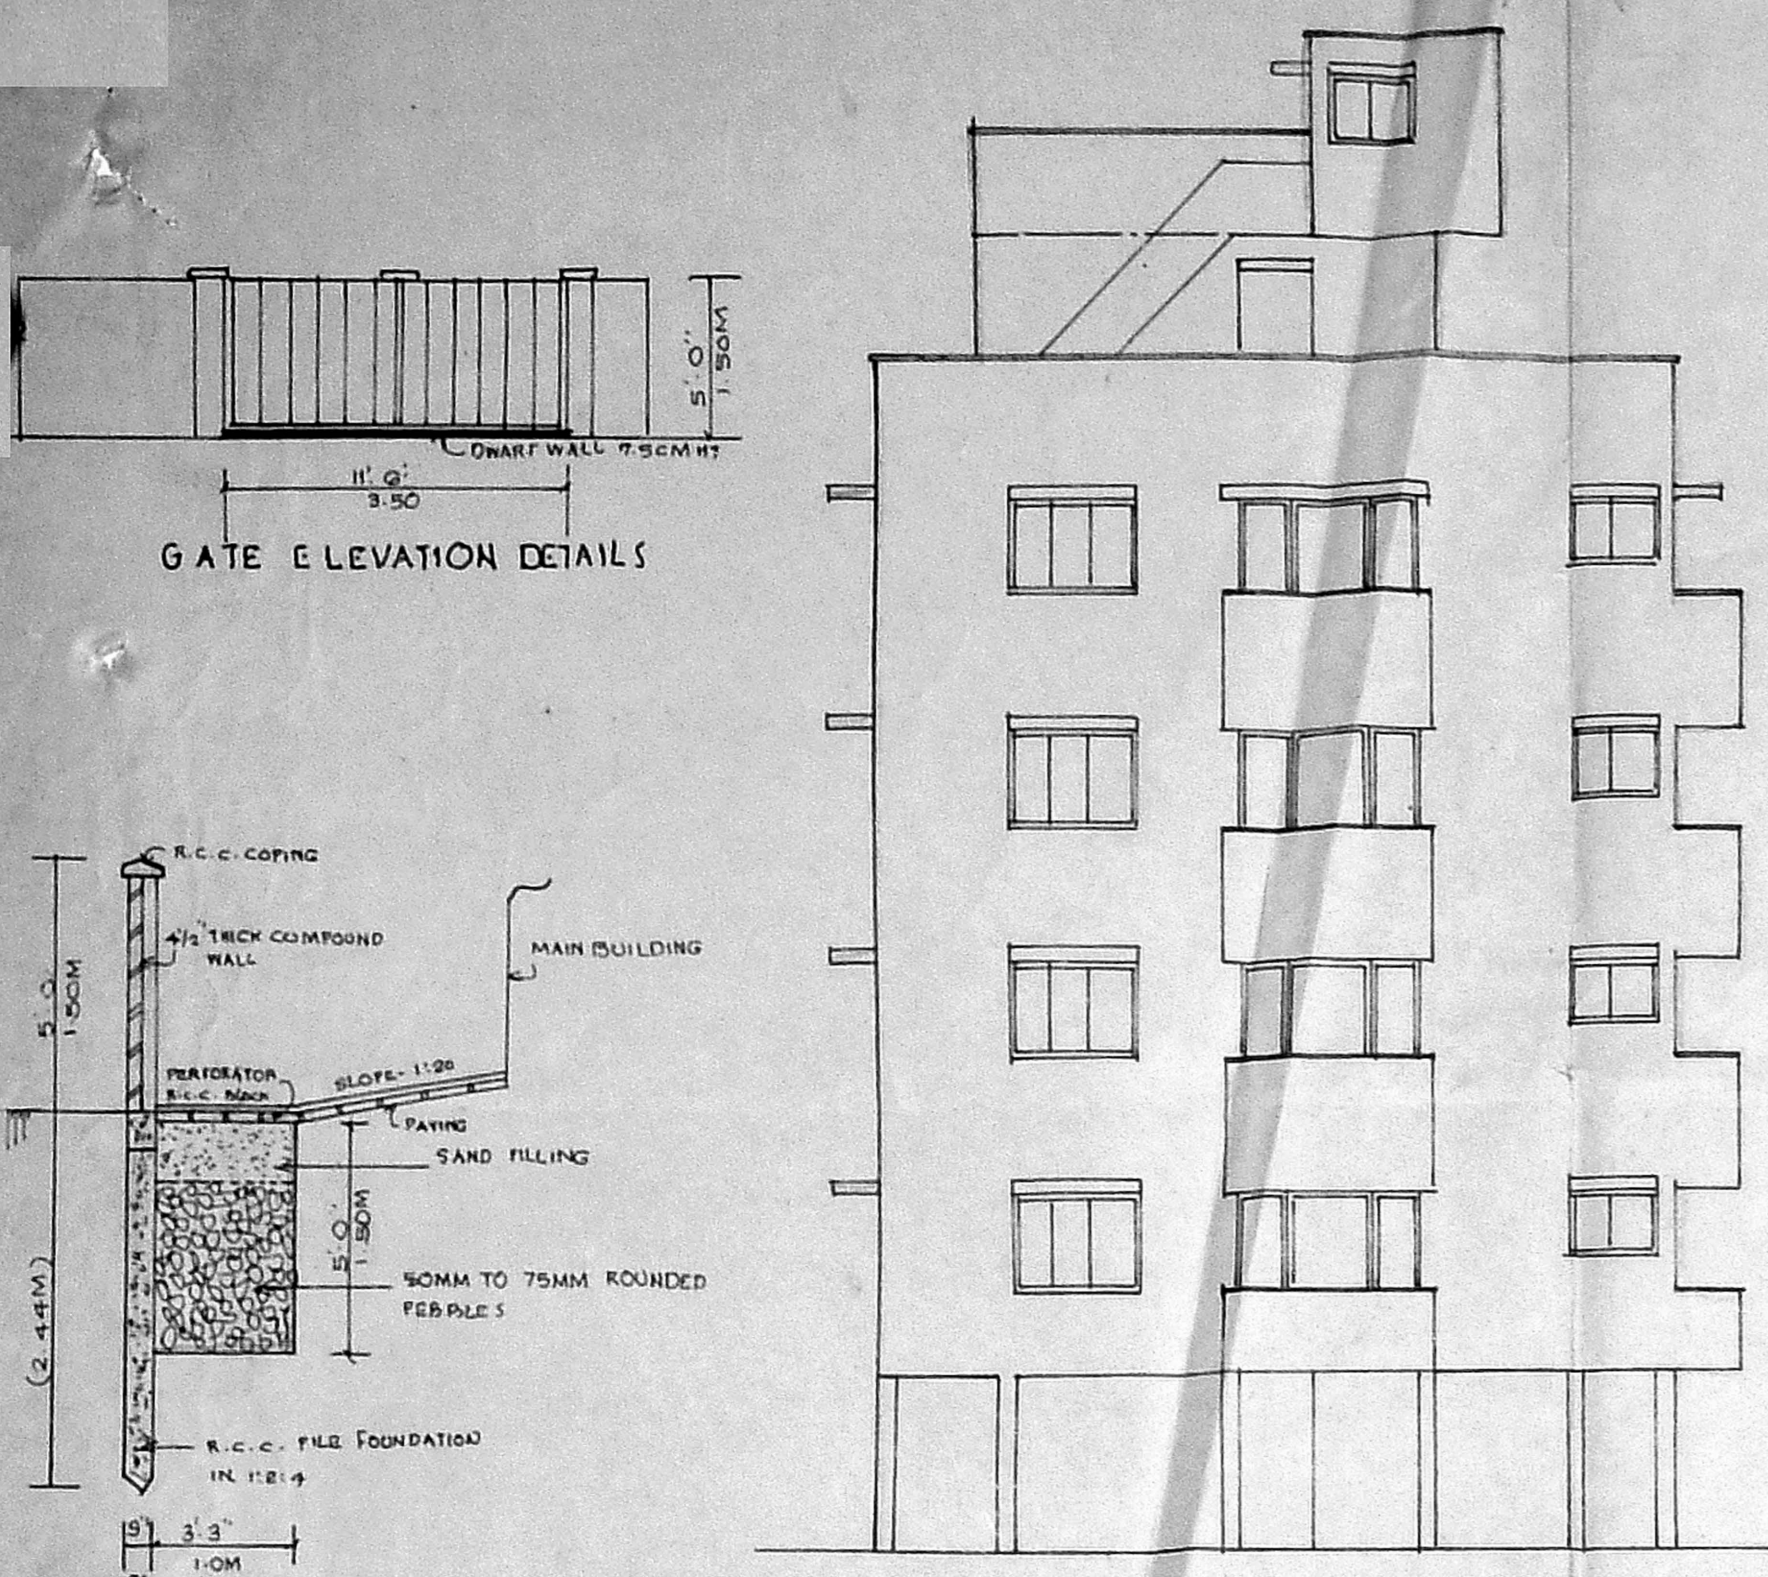 5'. 0"
1.50M
DWARF WALL 7.5CM HT
11'. 6"
3.50
GATE ELEVATION DETAILS
R.C.C. COPING
4½" THICK COMPOUND
WALL
MAIN BUILDING
5'. 0
1.50M
PERFORATOR
R.C.C. BLOCK
SLOPE - 1:20
PAVING
SAND FILLING
5'. 0"
1.50M
50MM TO 75MM ROUNDED
PEBBLES
(2.44M)
R.C.C. PILE FOUNDATION
IN 1:2:4
9" 3'. 3"
1.0M